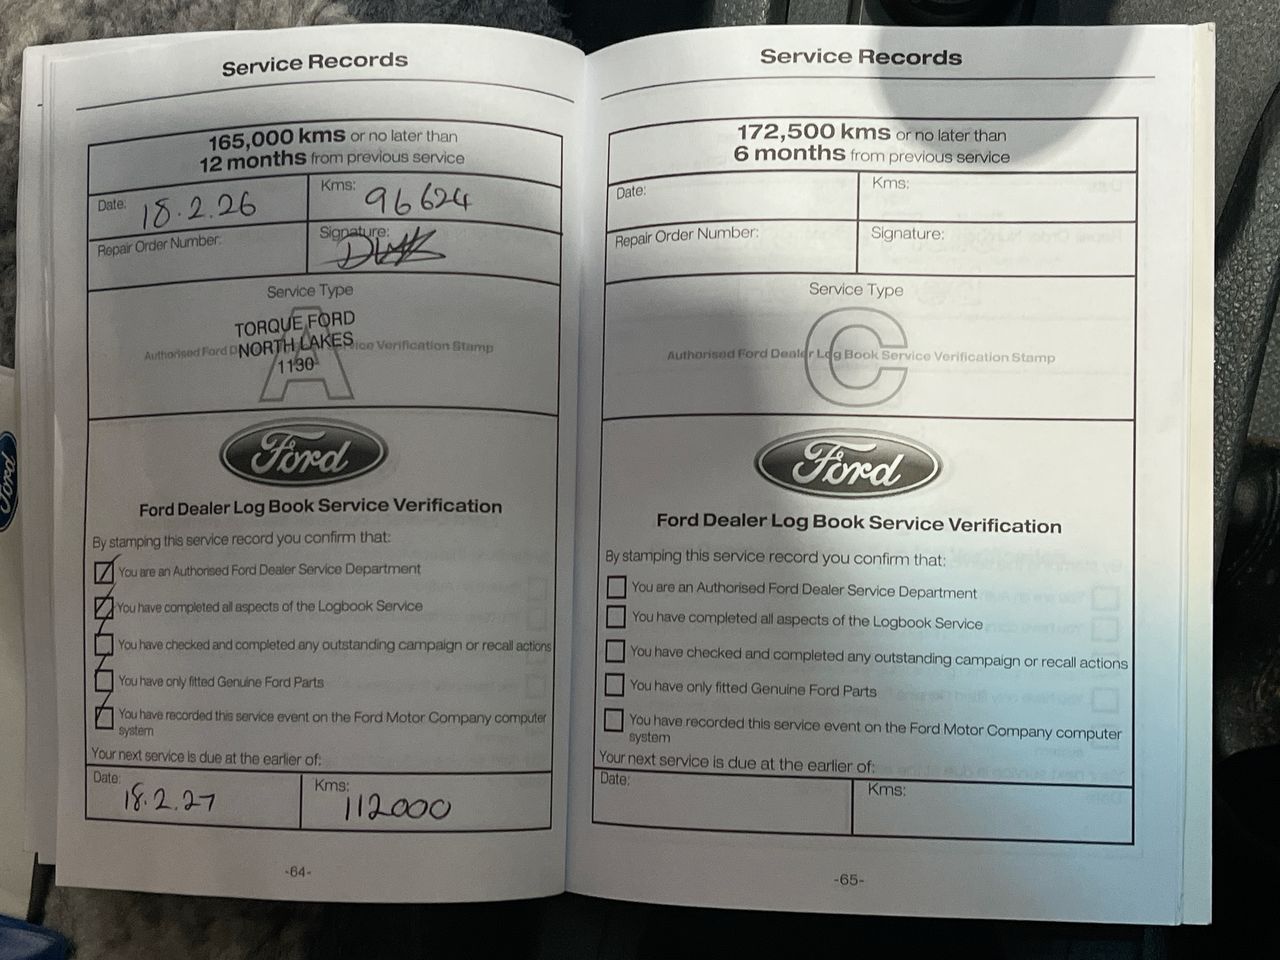 Service Records
165,000 kms or no later than
12 months from previous service
Date: 18.2.26
Kms: 96624
Repair Order Number:
Signature:
Service Type
A
Authorised Ford D
TORQUE FORD
NORTH LAKES
1130
ice Verification Stamp
Ford
Ford Dealer Log Book Service Verification
By stamping this service record you confirm that:
You are an Authorised Ford Dealer Service Department
You have completed all aspects of the Logbook Service
You have checked and completed any outstanding campaign or recall actions
You have only fitted Genuine Ford Parts
You have recorded this service event on the Ford Motor Company computer
system
Your next service is due at the earlier of:
Date: 18.2.27
Kms: 112000
-64-
Service Records
172,500 kms or no later than
6 months from previous service
Date:
Kms:
Repair Order Number:
Signature:
Service Type
C
Authorised Ford Dealer Log Book Service Verification Stamp
Ford
Ford Dealer Log Book Service Verification
By stamping this service record you confirm that:
You are an Authorised Ford Dealer Service Department
You have completed all aspects of the Logbook Service
You have checked and completed any outstanding campaign or recall actions
You have only fitted Genuine Ford Parts
You have recorded this service event on the Ford Motor Company computer
system
Your next service is due at the earlier of:
Date:
Kms:
-65-
Ford